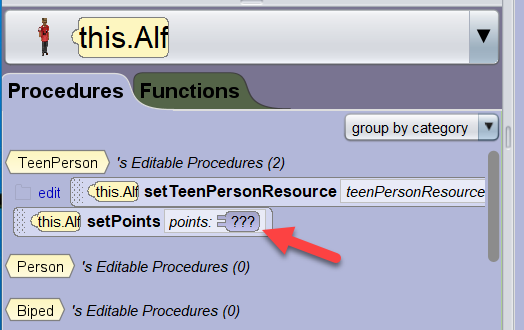 this.Alf
Procedures Functions
group by category
TeenPerson 's Editable Procedures (2)
edit this.Alf setTeenPersonResource teenPersonResource
this.Alf setPoints points: ???
Person 's Editable Procedures (0)
Biped 's Editable Procedures (0)